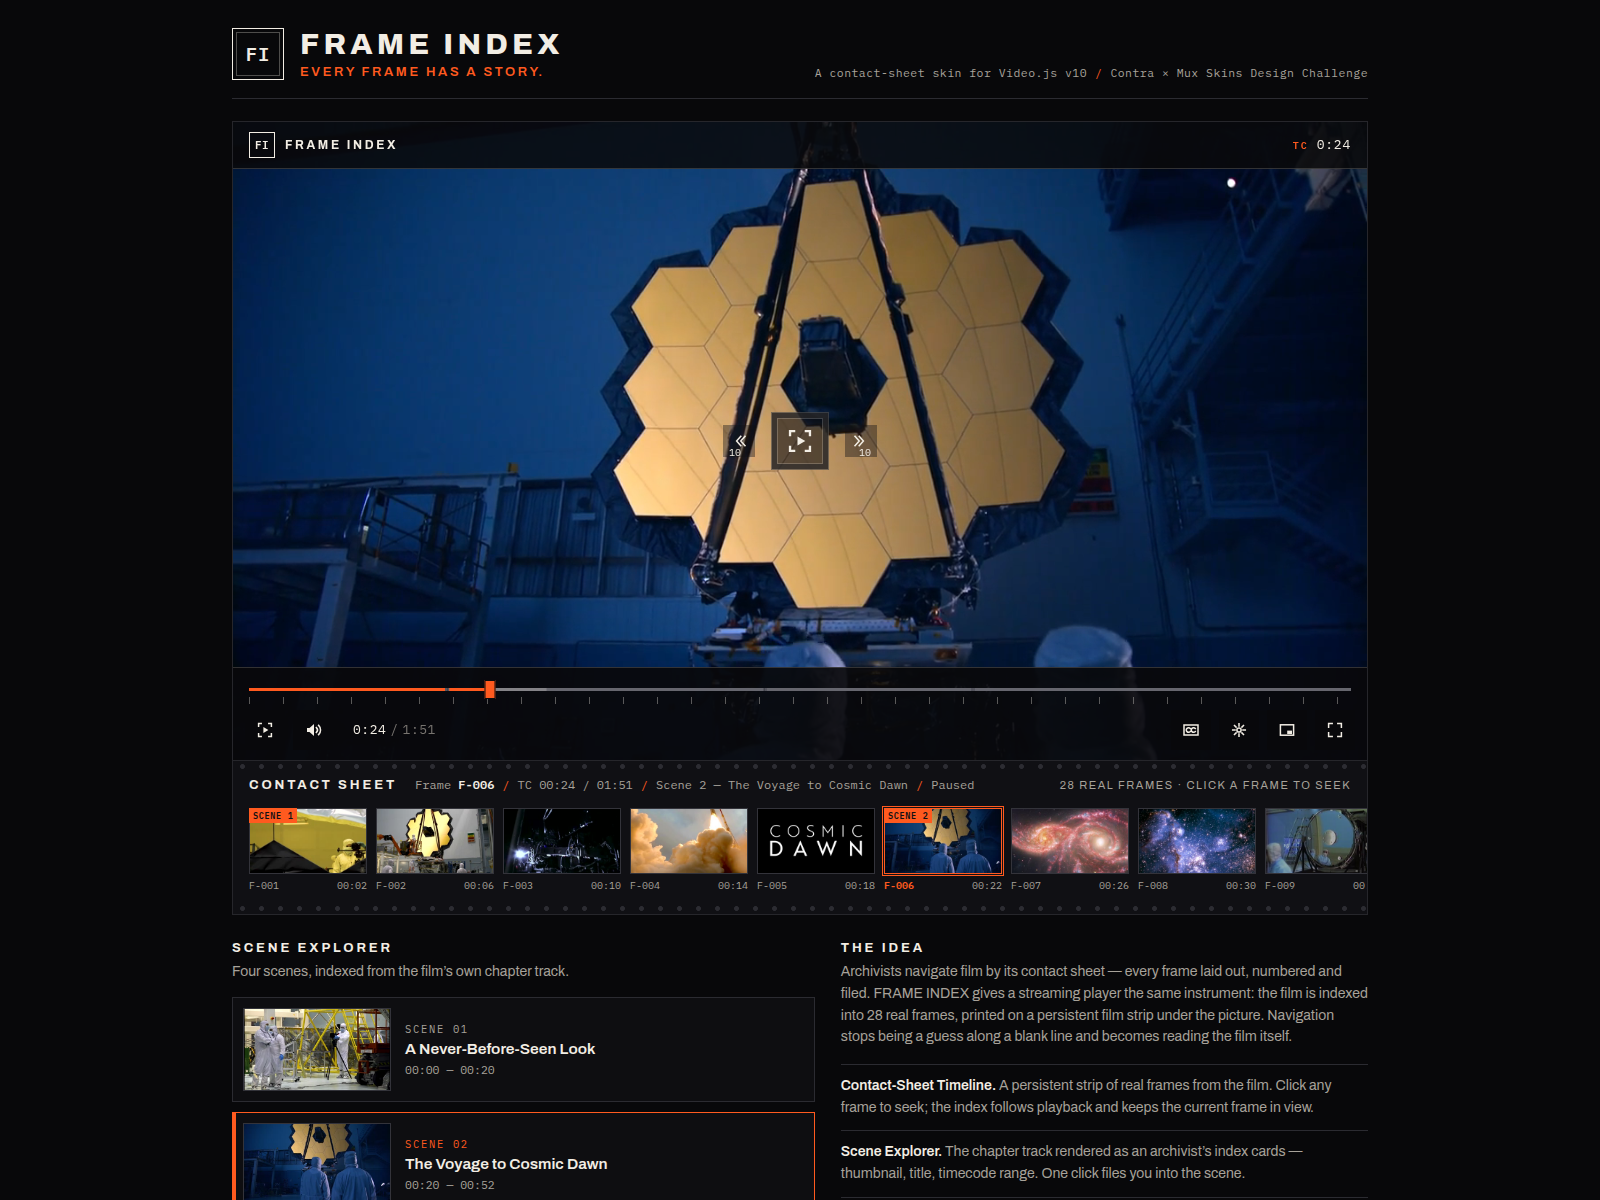 FI
FRAME INDEX
EVERY FRAME HAS A STORY.
A contact-sheet skin for Video.js v10 / Contra × Mux Skins Design Challenge
FI FRAME INDEX
TC 0:24
10 10
0:24 / 1:51
CC
CONTACT SHEET Frame F-006 / TC 00:24 / 01:51 / Scene 2 — The Voyage to Cosmic Dawn / Paused 28 REAL FRAMES · CLICK A FRAME TO SEEK
SCENE 1
COSMIC
DAWN
SCENE 2
F-001 00:02 F-002 00:06 F-003 00:10 F-004 00:14 F-005 00:18 F-006 00:22 F-007 00:26 F-008 00:30 F-009 00
SCENE EXPLORER
Four scenes, indexed from the film’s own chapter track.
SCENE 01
A Never-Before-Seen Look
00:00 — 00:20
SCENE 02
The Voyage to Cosmic Dawn
00:20 — 00:52
THE IDEA
Archivists navigate film by its contact sheet — every frame laid out, numbered and
filed. FRAME INDEX gives a streaming player the same instrument: the film is indexed
into 28 real frames, printed on a persistent film strip under the picture. Navigation
stops being a guess along a blank line and becomes reading the film itself.
Contact-Sheet Timeline. A persistent strip of real frames from the film. Click any
frame to seek; the index follows playback and keeps the current frame in view.
Scene Explorer. The chapter track rendered as an archivist’s index cards —
thumbnail, title, timecode range. One click files you into the scene.